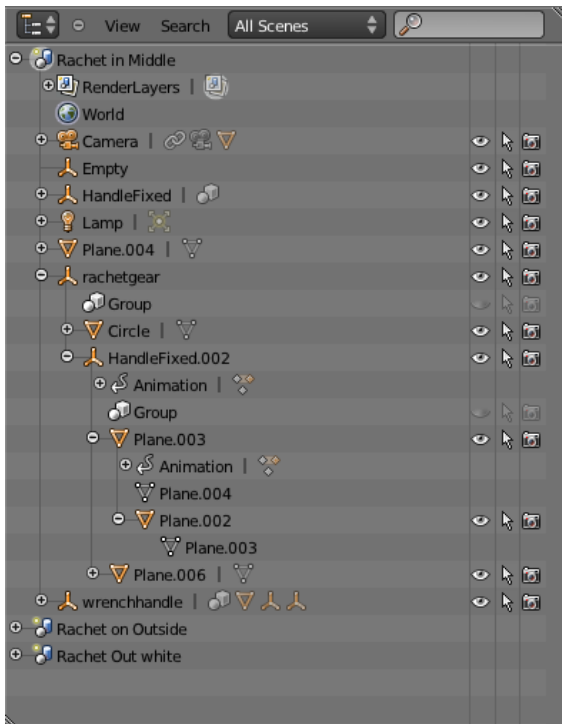 View Search All Scenes
Rachet in Middle
RenderLayers |
World
Camera |
Empty
HandleFixed |
Lamp |
Plane.004 |
rachetgear
Group
Circle |
HandleFixed.002
Animation |
Group
Plane.003
Animation |
Plane.004
Plane.002
Plane.003
Plane.006 |
wrenchhandle |
Rachet on Outside
Rachet Out white